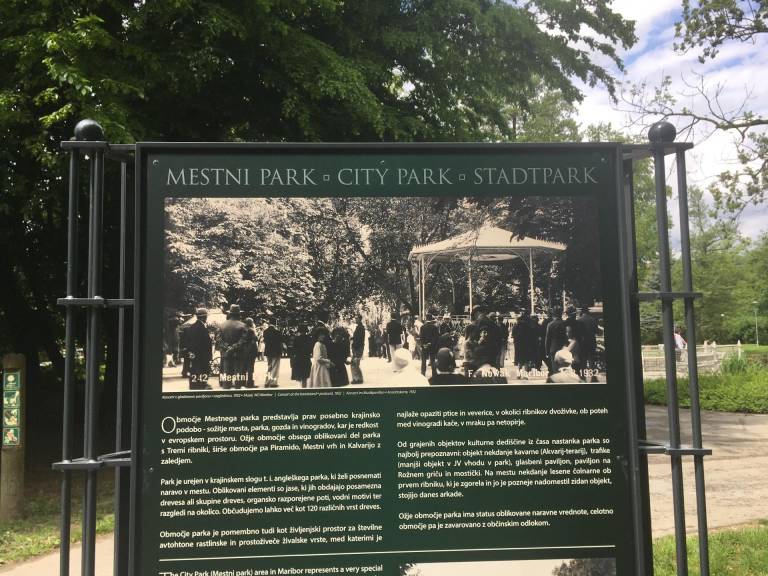 MESTNI PARK ▫ CITY PARK ▫ STADTPARK
242 Mestni
F. Nowak Maribor
1932
Območje Mestnega parka predstavlja prav posebno krajinsko
podobo - sožitje mesta, parka, gozda in vinogradov, kar je redkost
v evropskem prostoru. Ožje območje obsega oblikovani del parka
s Tremi ribniki, širše območje pa Piramido, Mestni vrh in Kalvarijo z
zaledjem.
Park je urejen v krajinskem slogu t. i. angleškega parka, ki želi posnemati
naravo v mestu. Oblikovani elementi so jase, ki jih obdajajo posamezna
drevesa ali skupine dreves, organsko razporejene poti, vodni motivi ter
razgledi na okolico. Občudujemo lahko več kot 120 različnih vrst dreves.
Območje parka je pomembno tudi kot življenjski prostor za številne
avtohtone rastlinske in prostoživeče živalske vrste, med katerimi je
najlaže opaziti ptice in veverice, v okolici ribnikov dvoživke, ob poteh
med vegetacijo kače, v mraku pa netopirje.
Od grajenih objektov kulturne dediščine iz časa nastanka parka so
najbolj prepoznavni: objekt nekdanje kavarne (Akvarij-terarij), trafike
(manjši objekt v JV vhodu v park), glasbeni paviljon, paviljon na
Rožnem griču in mostički. Na mestu nekdanje lesene čolnarne ob
prvem ribniku, ki je zgorela in jo je pozneje nadomestil zidan objekt,
stojijo danes arkade.
Ožje območje parka ima status oblikovane naravne vrednote, celotno
območje pa je zavarovano z občinskim odlokom.
The City Park (Mestni park) area in Maribor represents a very special